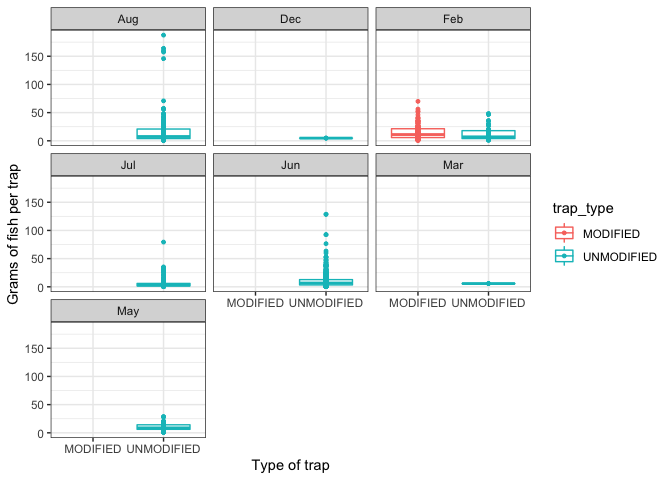 Aug Dec Feb
150
100
50
0
Jul Jun Mar
150
100
50
0
MODIFIED UNMODIFIED MODIFIED UNMODIFIED
May
150
100
50
0
MODIFIED UNMODIFIED
Type of trap
Grams of fish per trap
trap_type
MODIFIED
UNMODIFIED